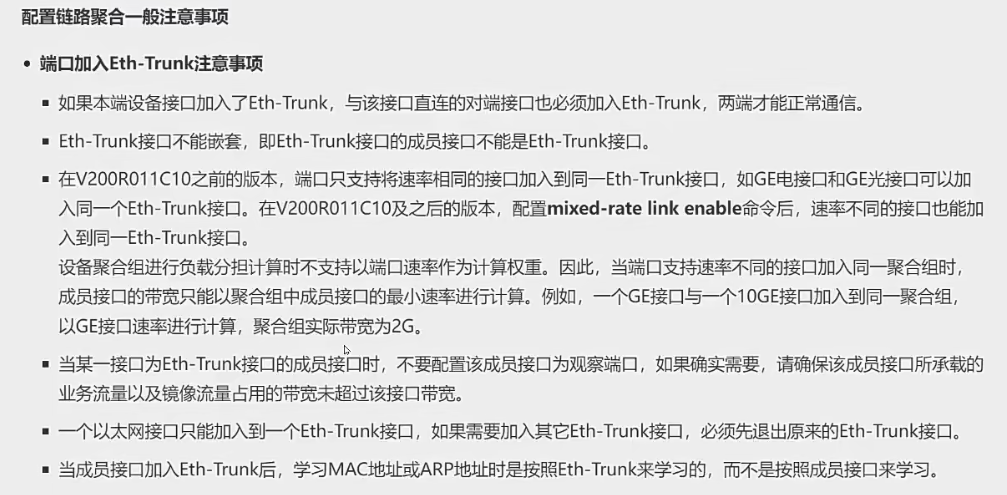 配置链路聚合一般注意事项
• 端口加入Eth-Trunk注意事项
▪ 如果本端设备接口加入了Eth-Trunk，与该接口直连的对端接口也必须加入Eth-Trunk，两端才能正常通信。
▪ Eth-Trunk接口不能嵌套，即Eth-Trunk接口的成员接口不能是Eth-Trunk接口。
▪ 在V200R011C10之前的版本，端口只支持将速率相同的接口加入到同一Eth-Trunk接口，如GE电接口和GE光接口可以加
入同一个Eth-Trunk接口。在V200R011C10及之后的版本，配置mixed-rate link enable命令后，速率不同的接口也能加
入到同一Eth-Trunk接口。
设备聚合组进行负载分担计算时不支持以端口速率作为计算权重。因此，当端口支持速率不同的接口加入同一聚合组时，
成员接口的带宽只能以聚合组中成员接口的最小速率进行计算。例如，一个GE接口与一个10GE接口加入到同一聚合组，
以GE接口速率进行计算，聚合组实际带宽为2G。
▪ 当某一接口为Eth-Trunk接口的成员接口时，不要配置该成员接口为观察端口，如果确实需要，请确保该成员接口所承载的
业务流量以及镜像流量占用的带宽未超过该接口带宽。
▪ 一个以太网接口只能加入到一个Eth-Trunk接口，如果需要加入其它Eth-Trunk接口，必须先退出原来的Eth-Trunk接口。
▪ 当成员接口加入Eth-Trunk后，学习MAC地址或ARP地址时是按照Eth-Trunk来学习的，而不是按照成员接口来学习。